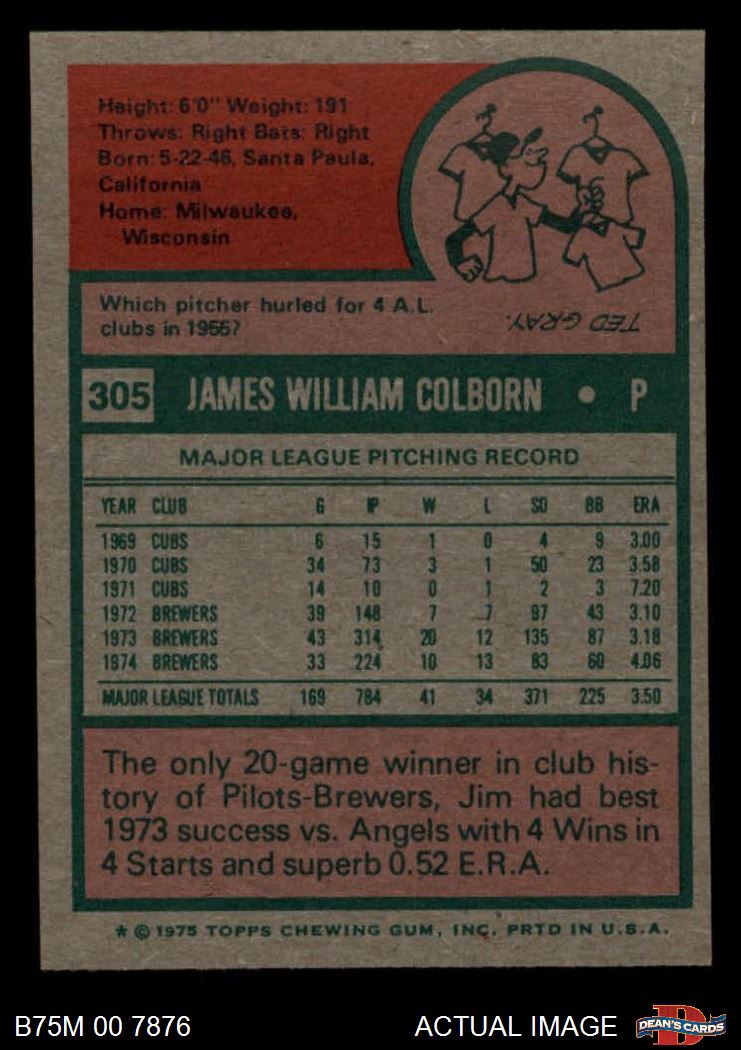 Height: 6'0" Weight: 191
Throws: Right Bats: Right
Born: 5-22-46, Santa Paula,
California
Home: Milwaukee,
Wisconsin
Which pitcher hurled for 4 A.L.
clubs in 1955?
TED GRAY.
305 JAMES WILLIAM COLBORN • P
MAJOR LEAGUE PITCHING RECORD
YEAR CLUB G IP W L SO BB ERA
1969 CUBS 6 15 1 0 4 9 3.00
1970 CUBS 34 73 3 1 50 23 3.58
1971 CUBS 14 10 0 1 2 3 7.20
1972 BREWERS 39 148 7 7 97 43 3.10
1973 BREWERS 43 314 20 12 135 87 3.18
1974 BREWERS 33 224 10 13 83 60 4.06
MAJOR LEAGUE TOTALS 169 784 41 34 371 225 3.50
The only 20-game winner in club his-
tory of Pilots-Brewers, Jim had best
1973 success vs. Angels with 4 Wins in
4 Starts and superb 0.52 E.R.A.
* © 1975 TOPPS CHEWING GUM, INC. PRTD IN U.S.A.
B75M 00 7876 ACTUAL IMAGE
D
DEAN'S CARDS